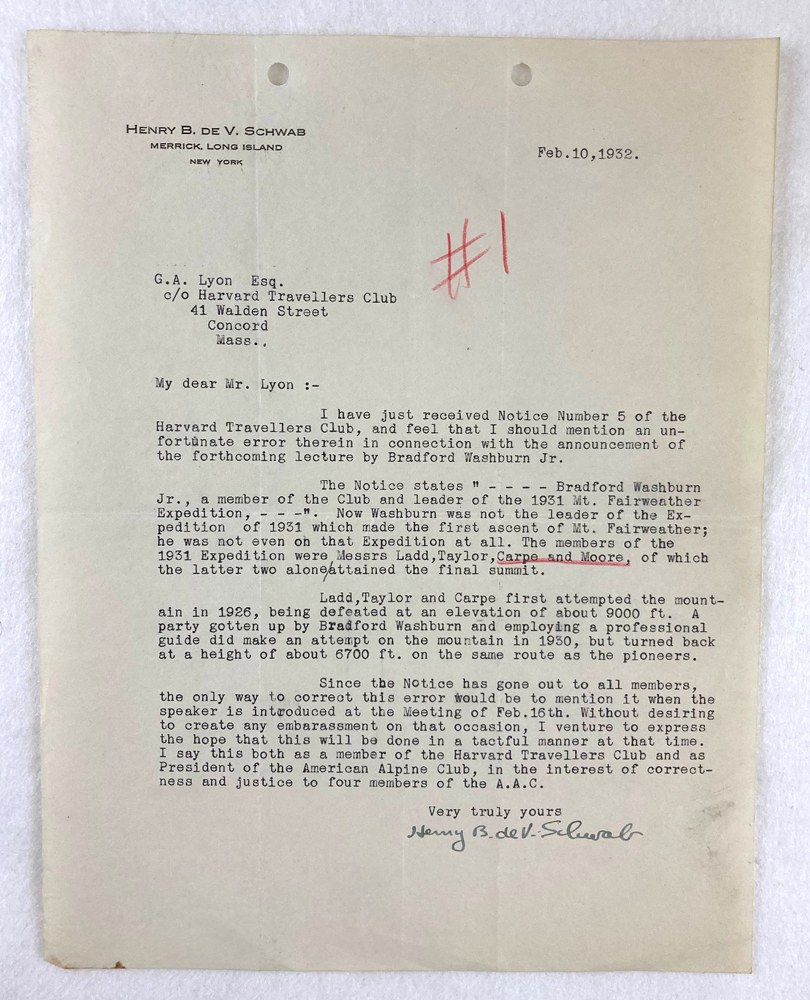 HENRY B. DE V. SCHWAB
MERRICK, LONG ISLAND
NEW YORK
Feb.10,1932.
#1
G.A. Lyon Esq.
c/o Harvard Travellers Club
41 Walden Street
Concord
Mass..
My dear Mr. Lyon :-
I have just received Notice Number 5 of the
Harvard Travellers Club, and feel that I should mention an un-
fortunate error therein in connection with the announcement of
the forthcoming lecture by Bradford Washburn Jr.
The Notice states " - - - - Bradford Washburn
Jr., a member of the Club and leader of the 1931 Mt. Fairweather
Expedition, - - -". Now Washburn was not the leader of the Ex-
pedition of 1931 which made the first ascent of Mt. Fairweather;
he was not even on that Expedition at all. The members of the
1931 Expedition were Messrs Ladd,Taylor,Carpe and Moore, of which
the latter two alone/attained the final summit.
Ladd,Taylor and Carpe first attempted the mount-
ain in 1926, being defeated at an elevation of about 9000 ft. A
party gotten up by Bradford Washburn and employing a professional
guide did make an attempt on the mountain in 1930, but turned back
at a height of about 6700 ft. on the same route as the pioneers.
Since the Notice has gone out to all members,
the only way to correct this error would be to mention it when the
speaker is introduced at the Meeting of Feb.16th. Without desiring
to create any embarassment on that occasion, I venture to express
the hope that this will be done in a tactful manner at that time.
I say this both as a member of the Harvard Travellers Club and as
President of the American Alpine Club, in the interest of correct-
ness and justice to four members of the A.A.C.
Very truly yours
Henry B. de V. Schwab